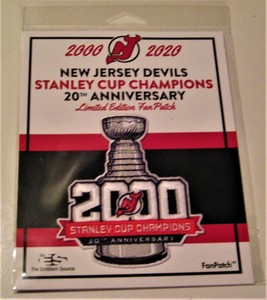 2000 2020
NEW JERSEY DEVILS
STANLEY CUP CHAMPIONS
20TH ANNIVERSARY
Limited Edition FanPatch
2000
STANLEY CUP CHAMPIONS
20TH ANNIVERSARY
The Emblem Source
FanPatch™